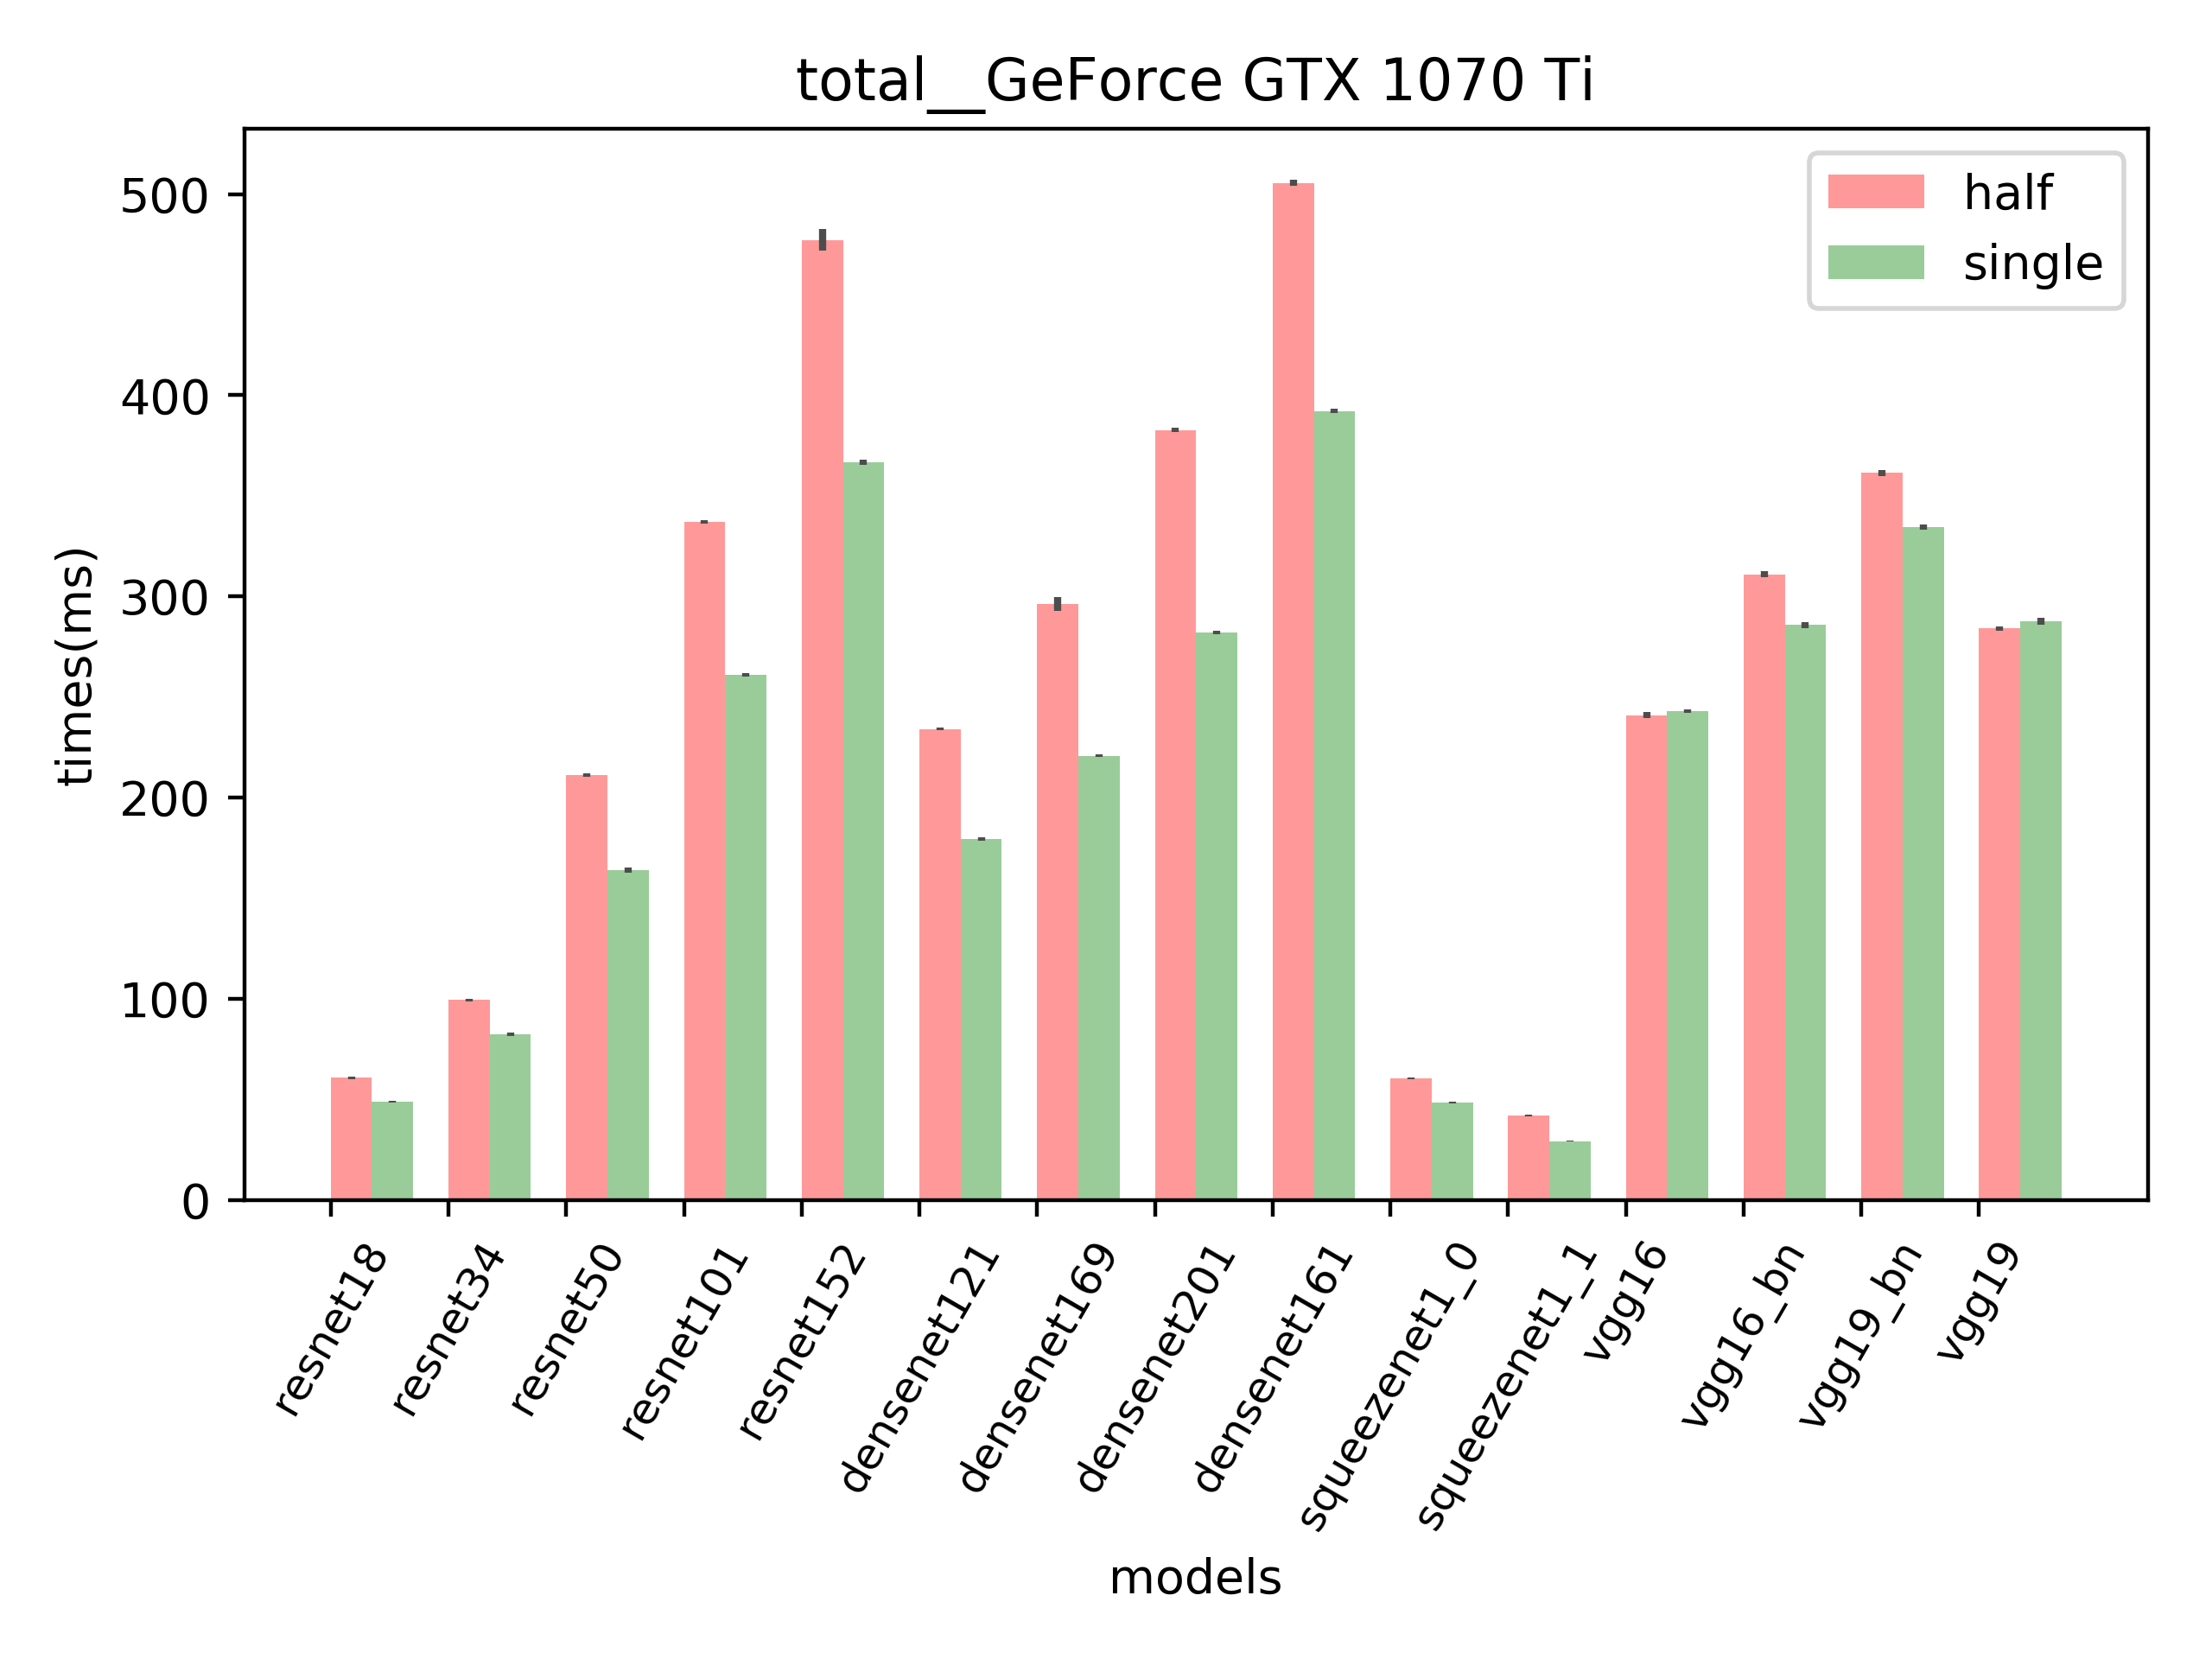 total__GeForce GTX 1070 Ti
half
single
times(ms)
500
400
300
200
100
0
resnet18
resnet34
resnet50
resnet101
resnet152
densenet121
densenet169
densenet201
densenet161
squeezenet1_0
squeezenet1_1
vgg16
vgg16_bn
vgg19_bn
vgg19
models